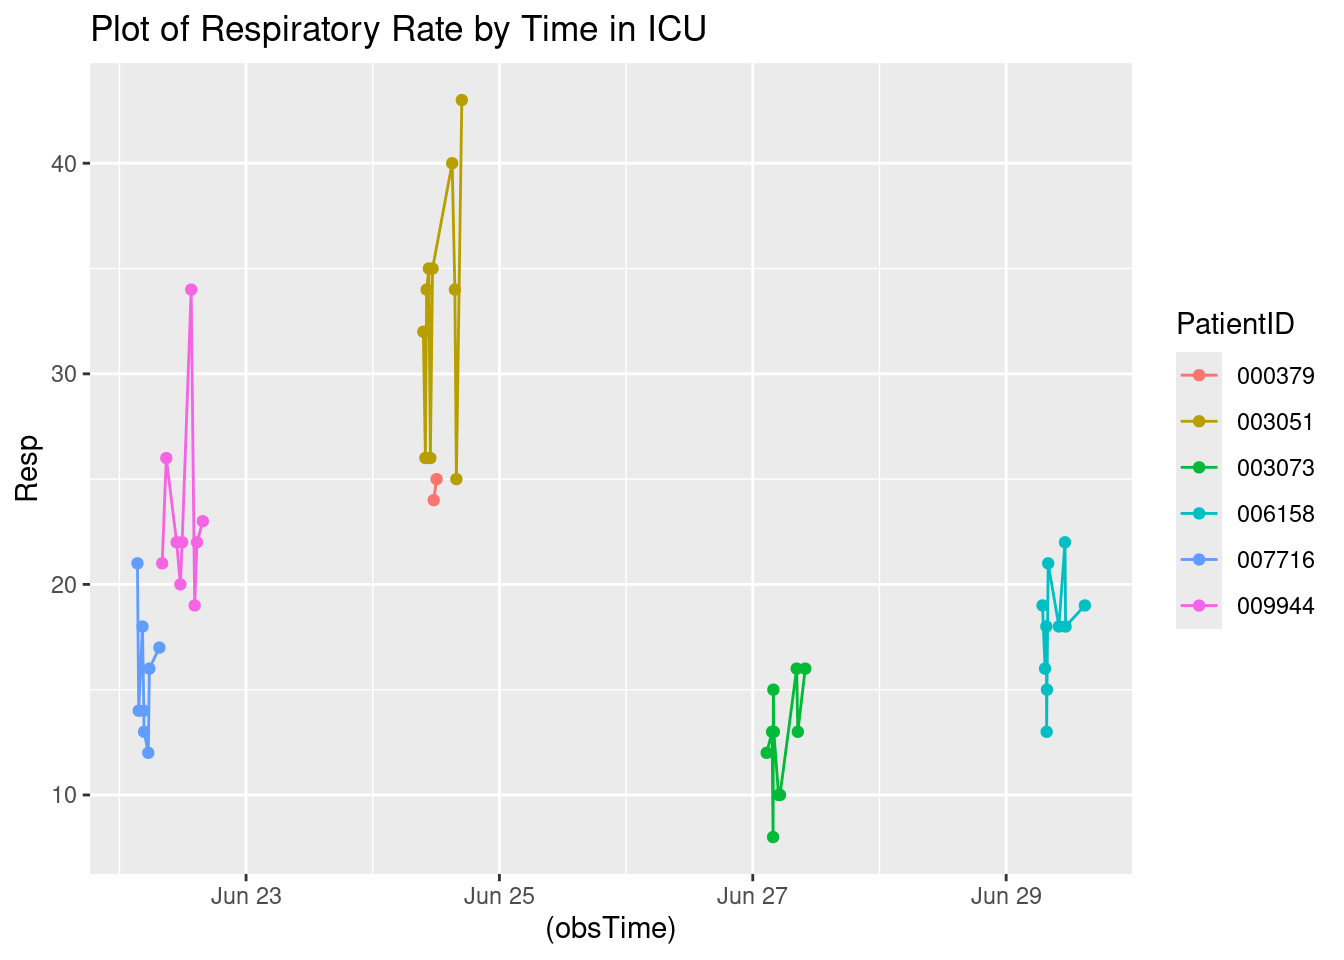 Plot of Respiratory Rate by Time in ICU
Resp
40
30
20
10
Jun 23
Jun 25
Jun 27
Jun 29
(obsTime)
PatientID
000379
003051
003073
006158
007716
009944